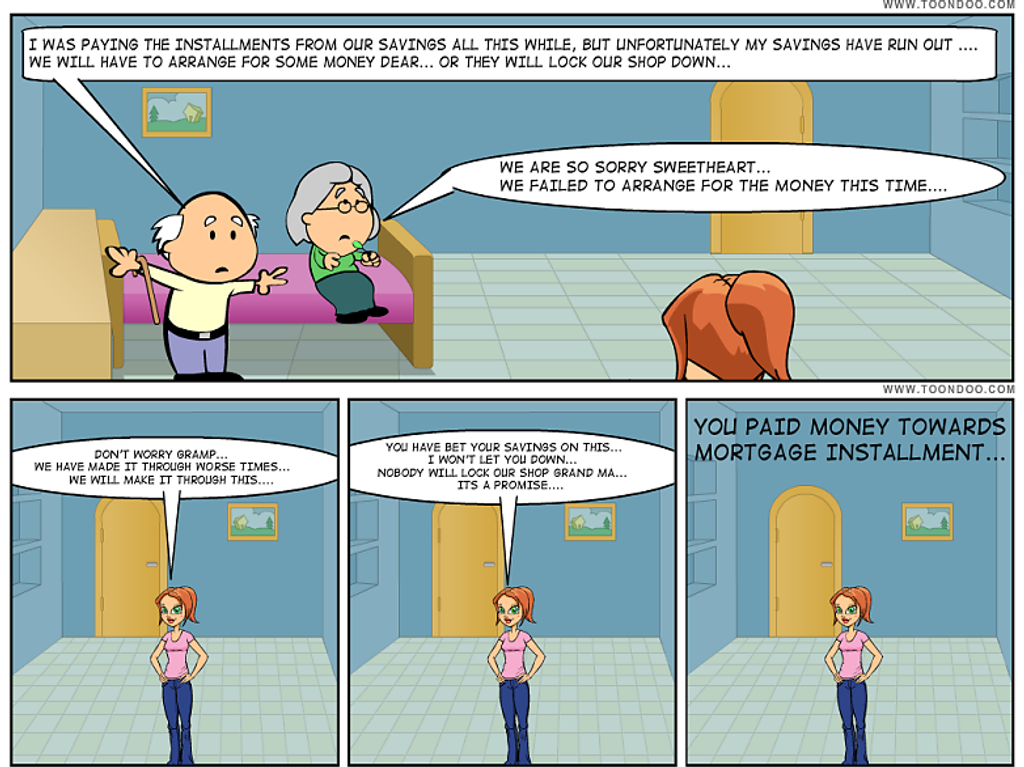 WWW.TOONDOO.COM
I WAS PAYING THE INSTALLMENTS FROM OUR SAVINGS ALL THIS WHILE, BUT UNFORTUNATELY MY SAVINGS HAVE RUN OUT ....
WE WILL HAVE TO ARRANGE FOR SOME MONEY DEAR... OR THEY WILL LOCK OUR SHOP DOWN...
WE ARE SO SORRY SWEETHEART...
WE FAILED TO ARRANGE FOR THE MONEY THIS TIME....
WWW.TOONDOO.COM
DON'T WORRY GRAMP...
WE HAVE MADE IT THROUGH WORSE TIMES...
WE WILL MAKE IT THROUGH THIS....
YOU HAVE BET YOUR SAVINGS ON THIS...
I WON'T LET YOU DOWN...
NOBODY WILL LOCK OUR SHOP GRAND MA...
ITS A PROMISE....
YOU PAID MONEY TOWARDS
MORTGAGE INSTALLMENT...